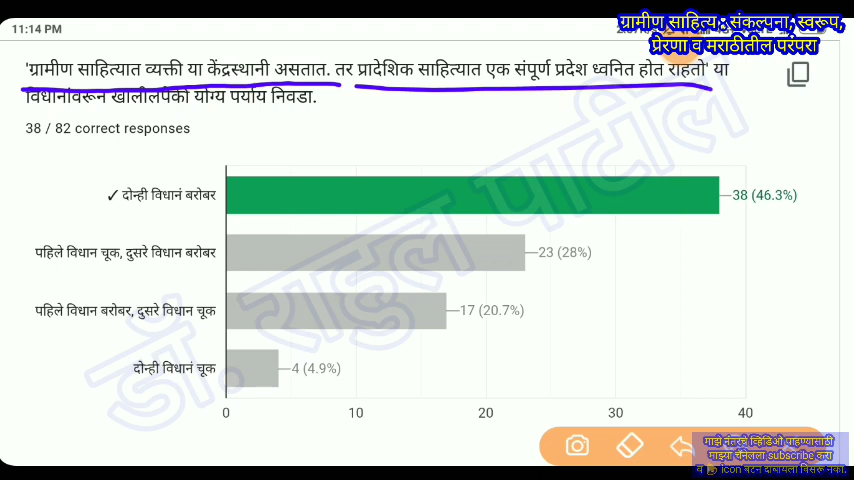 11:14 PM
ग्रामीण साहित्य : संकल्पना, स्वरूप,
प्रेरणा व मराठीतील परंपरा
'ग्रामीण साहित्यात व्यक्ती या केंद्रस्थानी असतात. तर प्रादेशिक साहित्यात एक संपूर्ण प्रदेश ध्वनित होत राहतो' या
विधानांवरून खालीलपैकी योग्य पर्याय निवडा.
38 / 82 correct responses
✓ दोन्ही विधानं बरोबर
38 (46.3%)
पहिले विधान चूक, दुसरे विधान बरोबर
23 (28%)
पहिले विधान बरोबर, दुसरे विधान चूक
17 (20.7%)
दोन्ही विधानं चूक
4 (4.9%)
0 10 20 30 40
डॉ. राहुल पाटील
माझे नंतरचे व्हिडिओ पाहण्यासाठी
माझ्या चॅनेलला subscribe करा
व 🔔 icon बटन दाबायला विसरू नका.